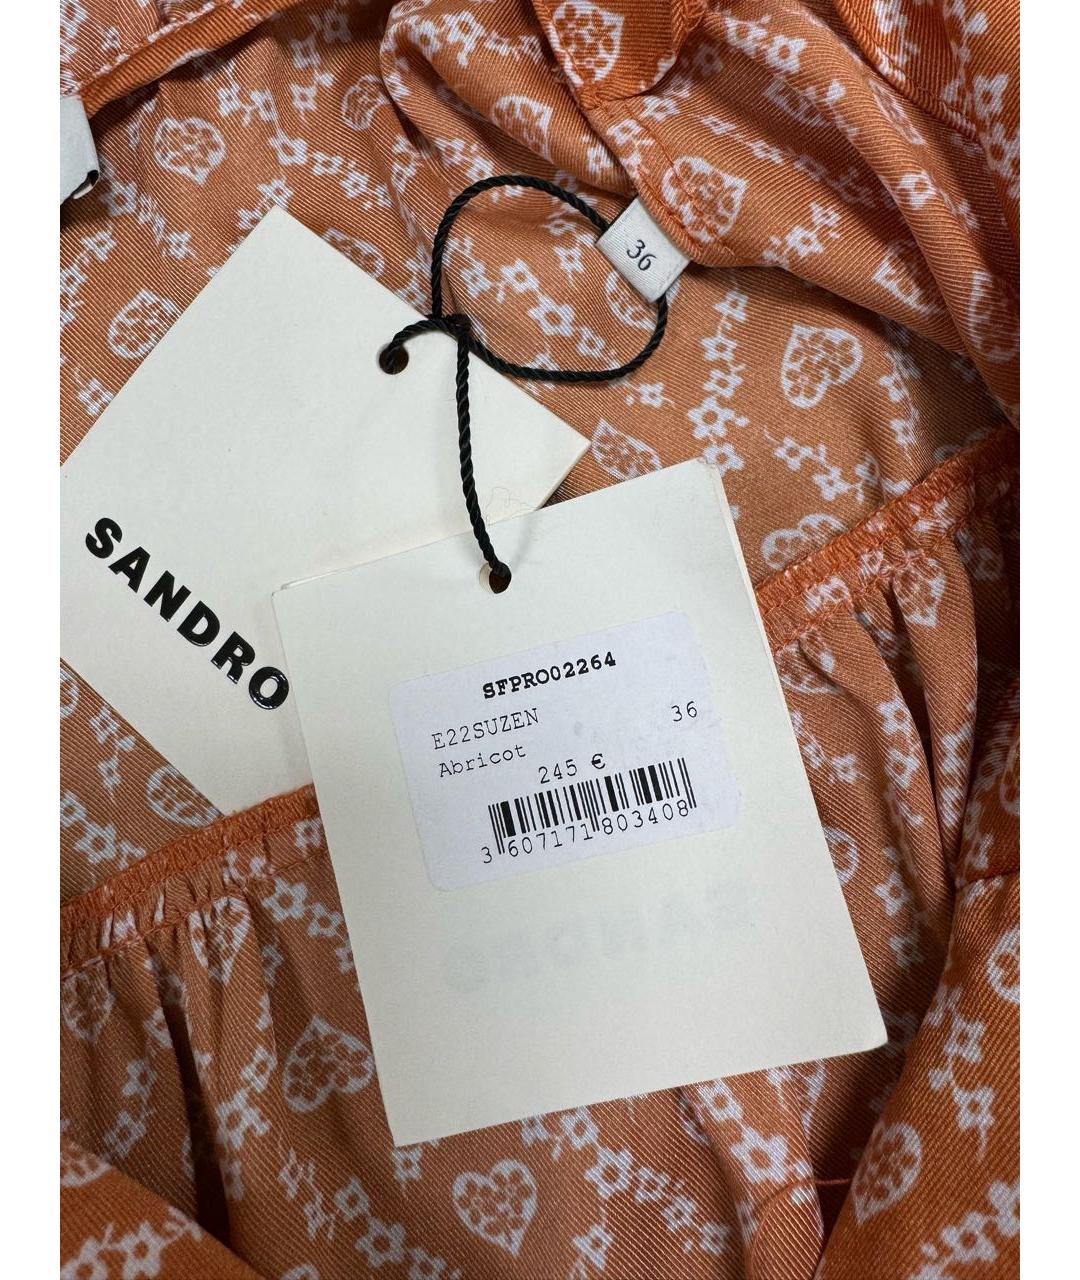 36
SANDRO
SFPRO02264
E22SUZEN 36
Abricot
245 €
3 607171 803408